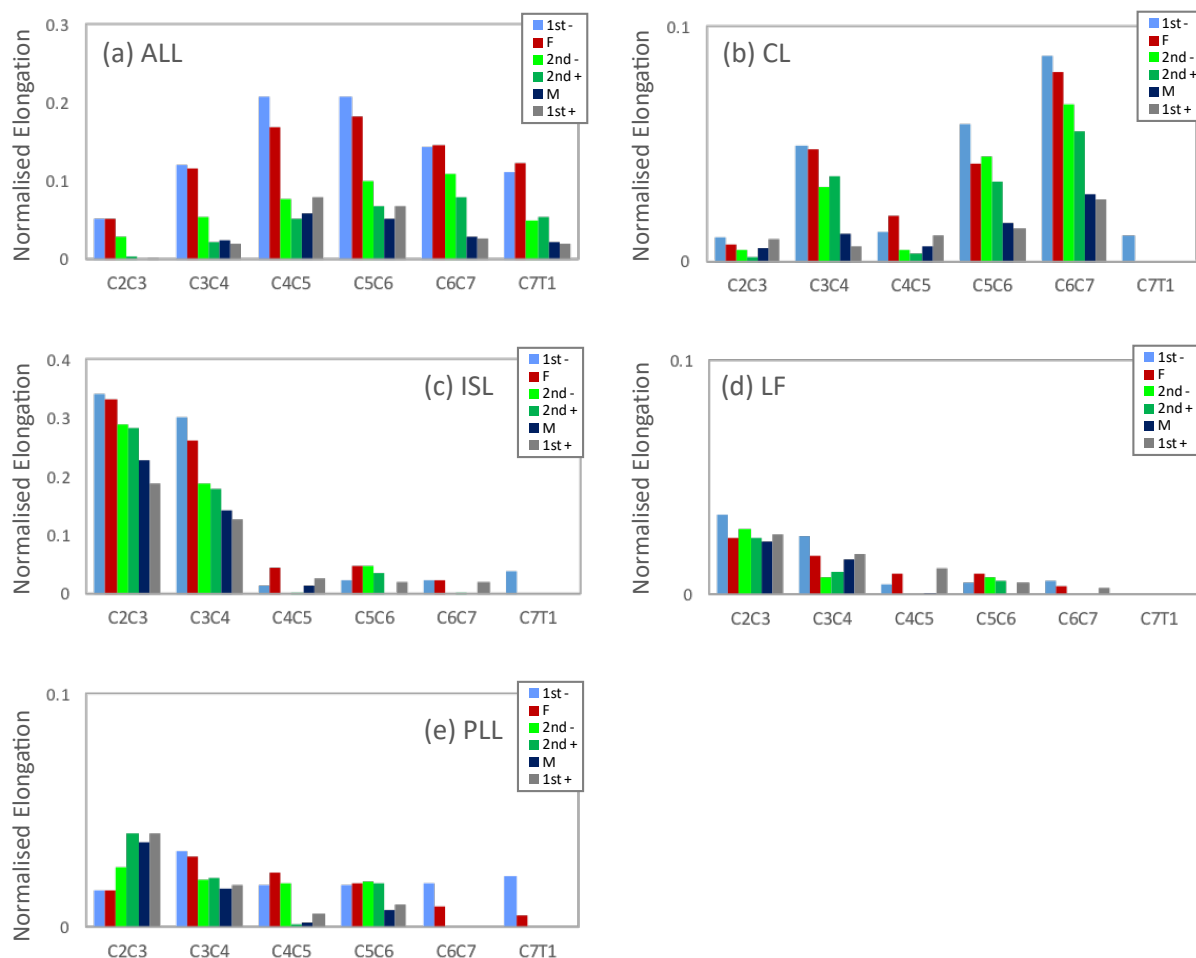 (a) ALL
Normalised Elongation
0.3
0.2
0.1
0
C2C3 C3C4 C4C5 C5C6 C6C7 C7T1
1st -
F
2nd -
2nd +
M
1st +
(b) CL
Normalised Elongation
0.1
0
C2C3 C3C4 C4C5 C5C6 C6C7 C7T1
1st -
F
2nd -
2nd +
M
1st +
(c) ISL
Normalised Elongation
0.4
0.3
0.2
0.1
0
C2C3 C3C4 C4C5 C5C6 C6C7 C7T1
1st -
F
2nd -
2nd +
M
1st +
(d) LF
Normalised Elongation
0.1
0
C2C3 C3C4 C4C5 C5C6 C6C7 C7T1
1st -
F
2nd -
2nd +
M
1st +
(e) PLL
Normalised Elongation
0.1
0
C2C3 C3C4 C4C5 C5C6 C6C7 C7T1
1st -
F
2nd -
2nd +
M
1st +